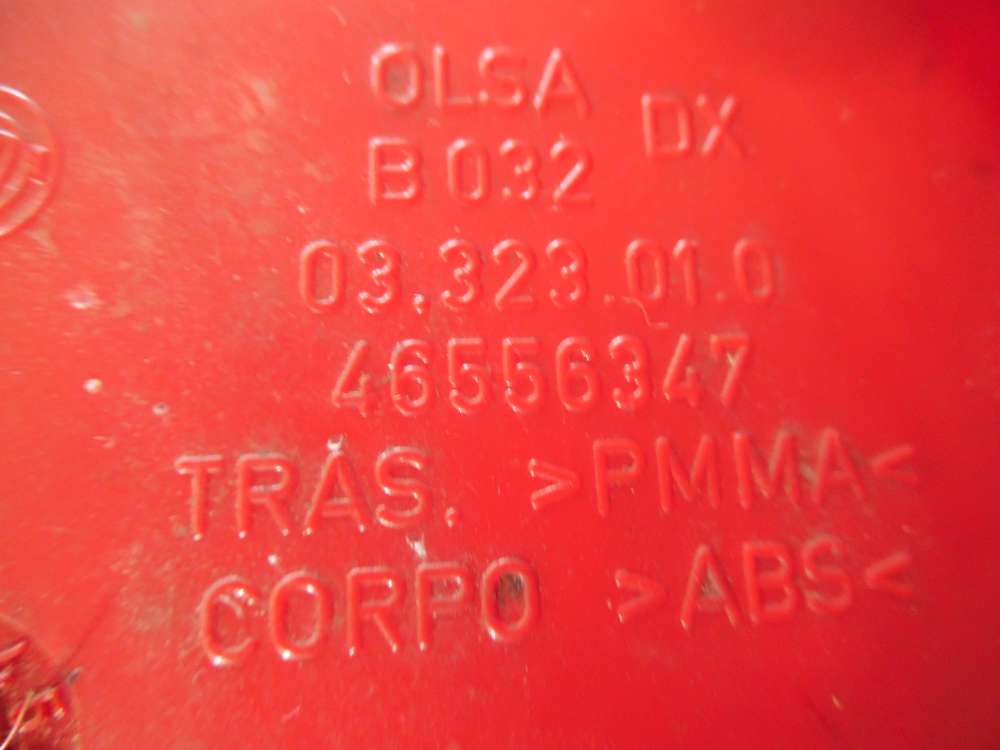 OLSA
DX
B 032
03.323.01.0
46556347
TRAS. >PMMA<
CORPO >ABS<